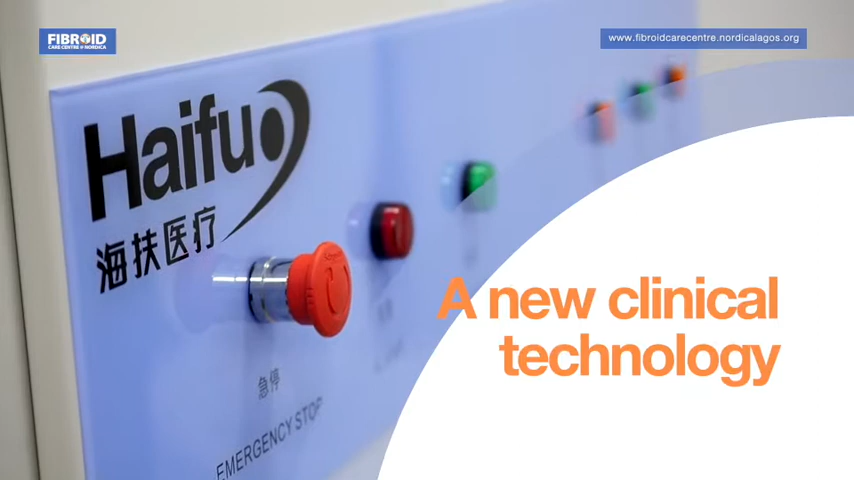 FIBROID
CARE CENTRE @ NORDICA
www.fibroidcarecentre.nordicalagos.org
Haifu
海扶医疗
A new clinical
technology
急停
EMERGENCY STOP